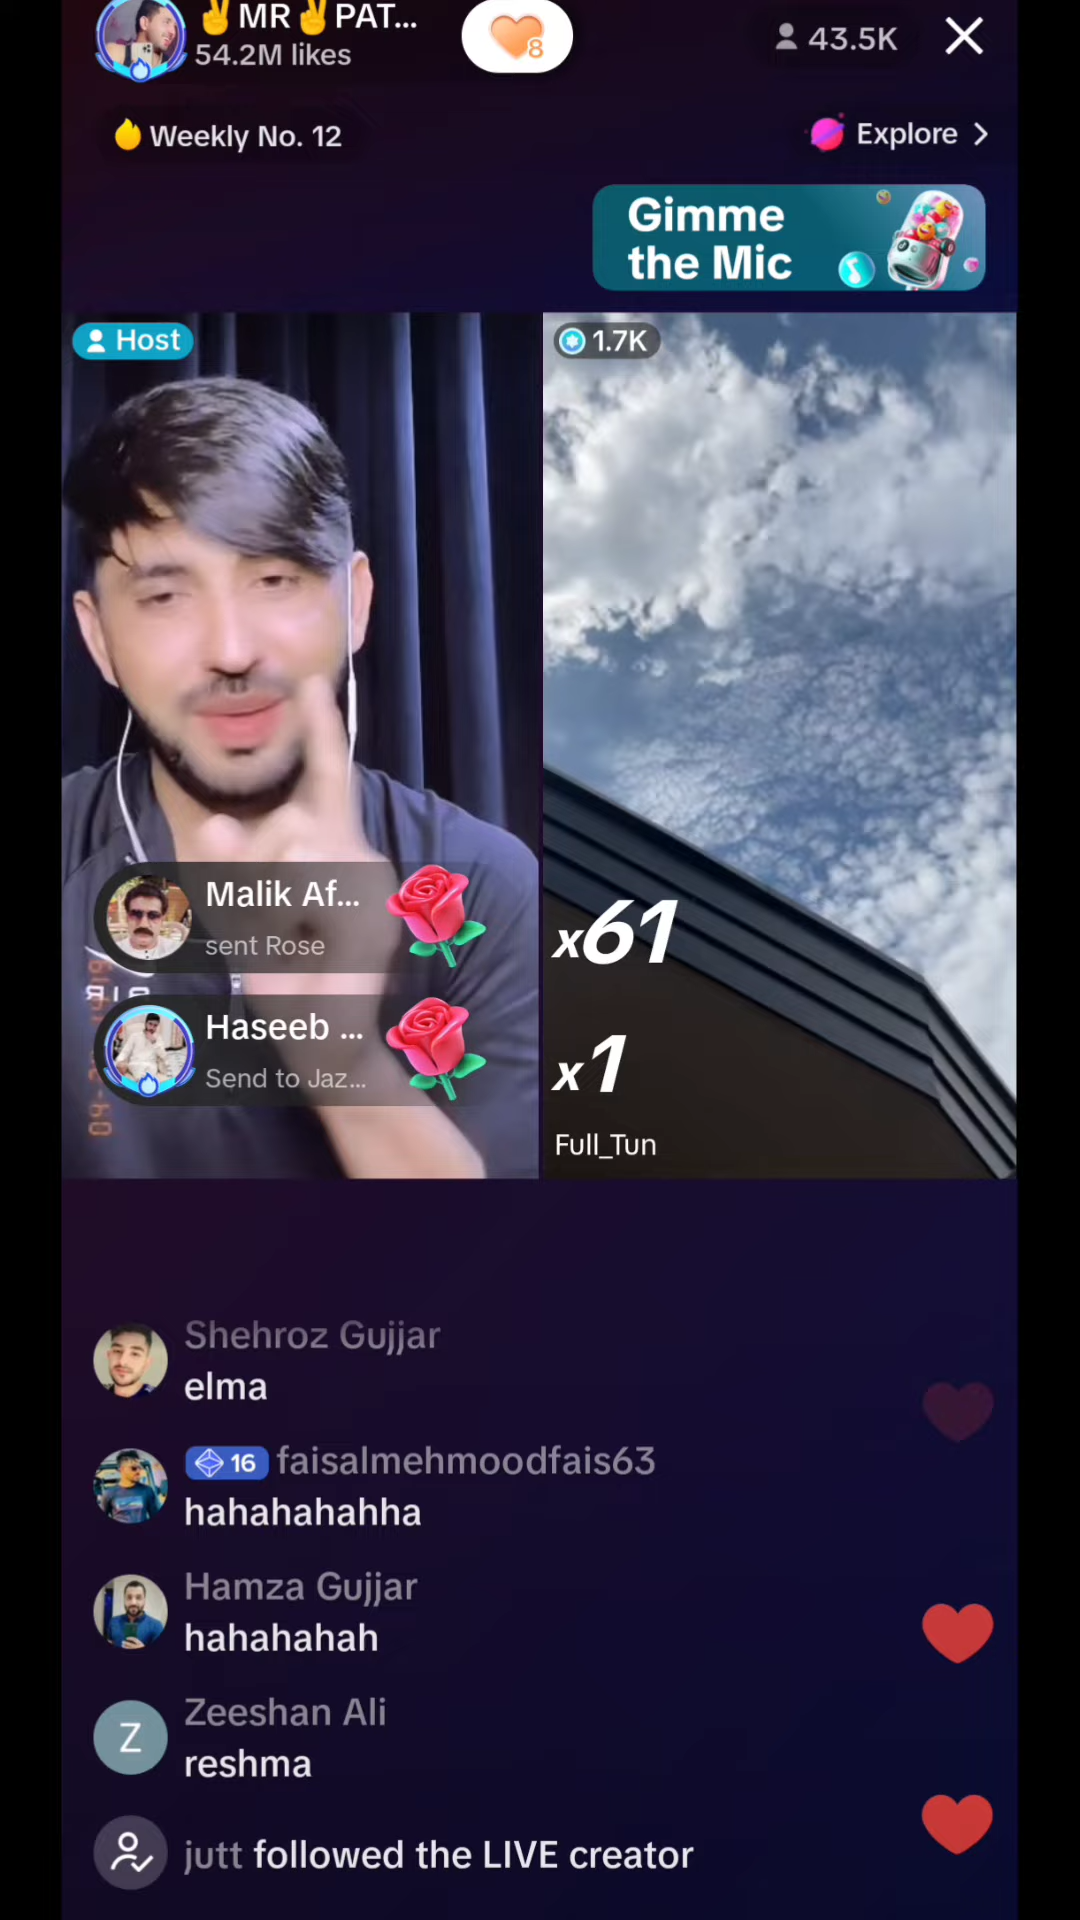 ✌️MR✌️PAT...
54.2M likes
8
43.5K
Weekly No. 12
Explore
Gimme
the Mic
Host
1.7K
Malik Af...
sent Rose
x61
Haseeb ...
Send to Jaz...
x1
Full_Tun
Shehroz Gujjar
elma
16 faisalmehmoodfais63
hahahahahha
Hamza Gujjar
hahahahah
Zeeshan Ali
Z
reshma
jutt followed the LIVE creator